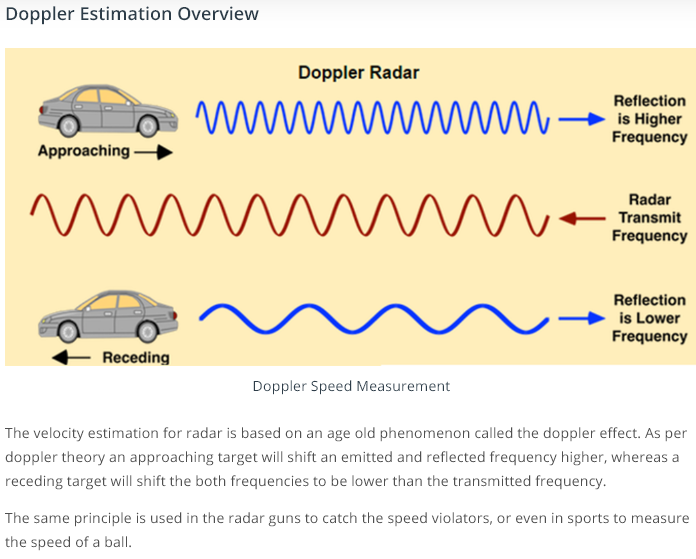 Doppler Estimation Overview
Doppler Radar
Reflection
is Higher
Frequency
Approaching
Radar
Transmit
Frequency
Reflection
is Lower
Frequency
Receding
Doppler Speed Measurement
The velocity estimation for radar is based on an age old phenomenon called the doppler effect. As per
doppler theory an approaching target will shift an emitted and reflected frequency higher, whereas a
receding target will shift the both frequencies to be lower than the transmitted frequency.
The same principle is used in the radar guns to catch the speed violators, or even in sports to measure
the speed of a ball.